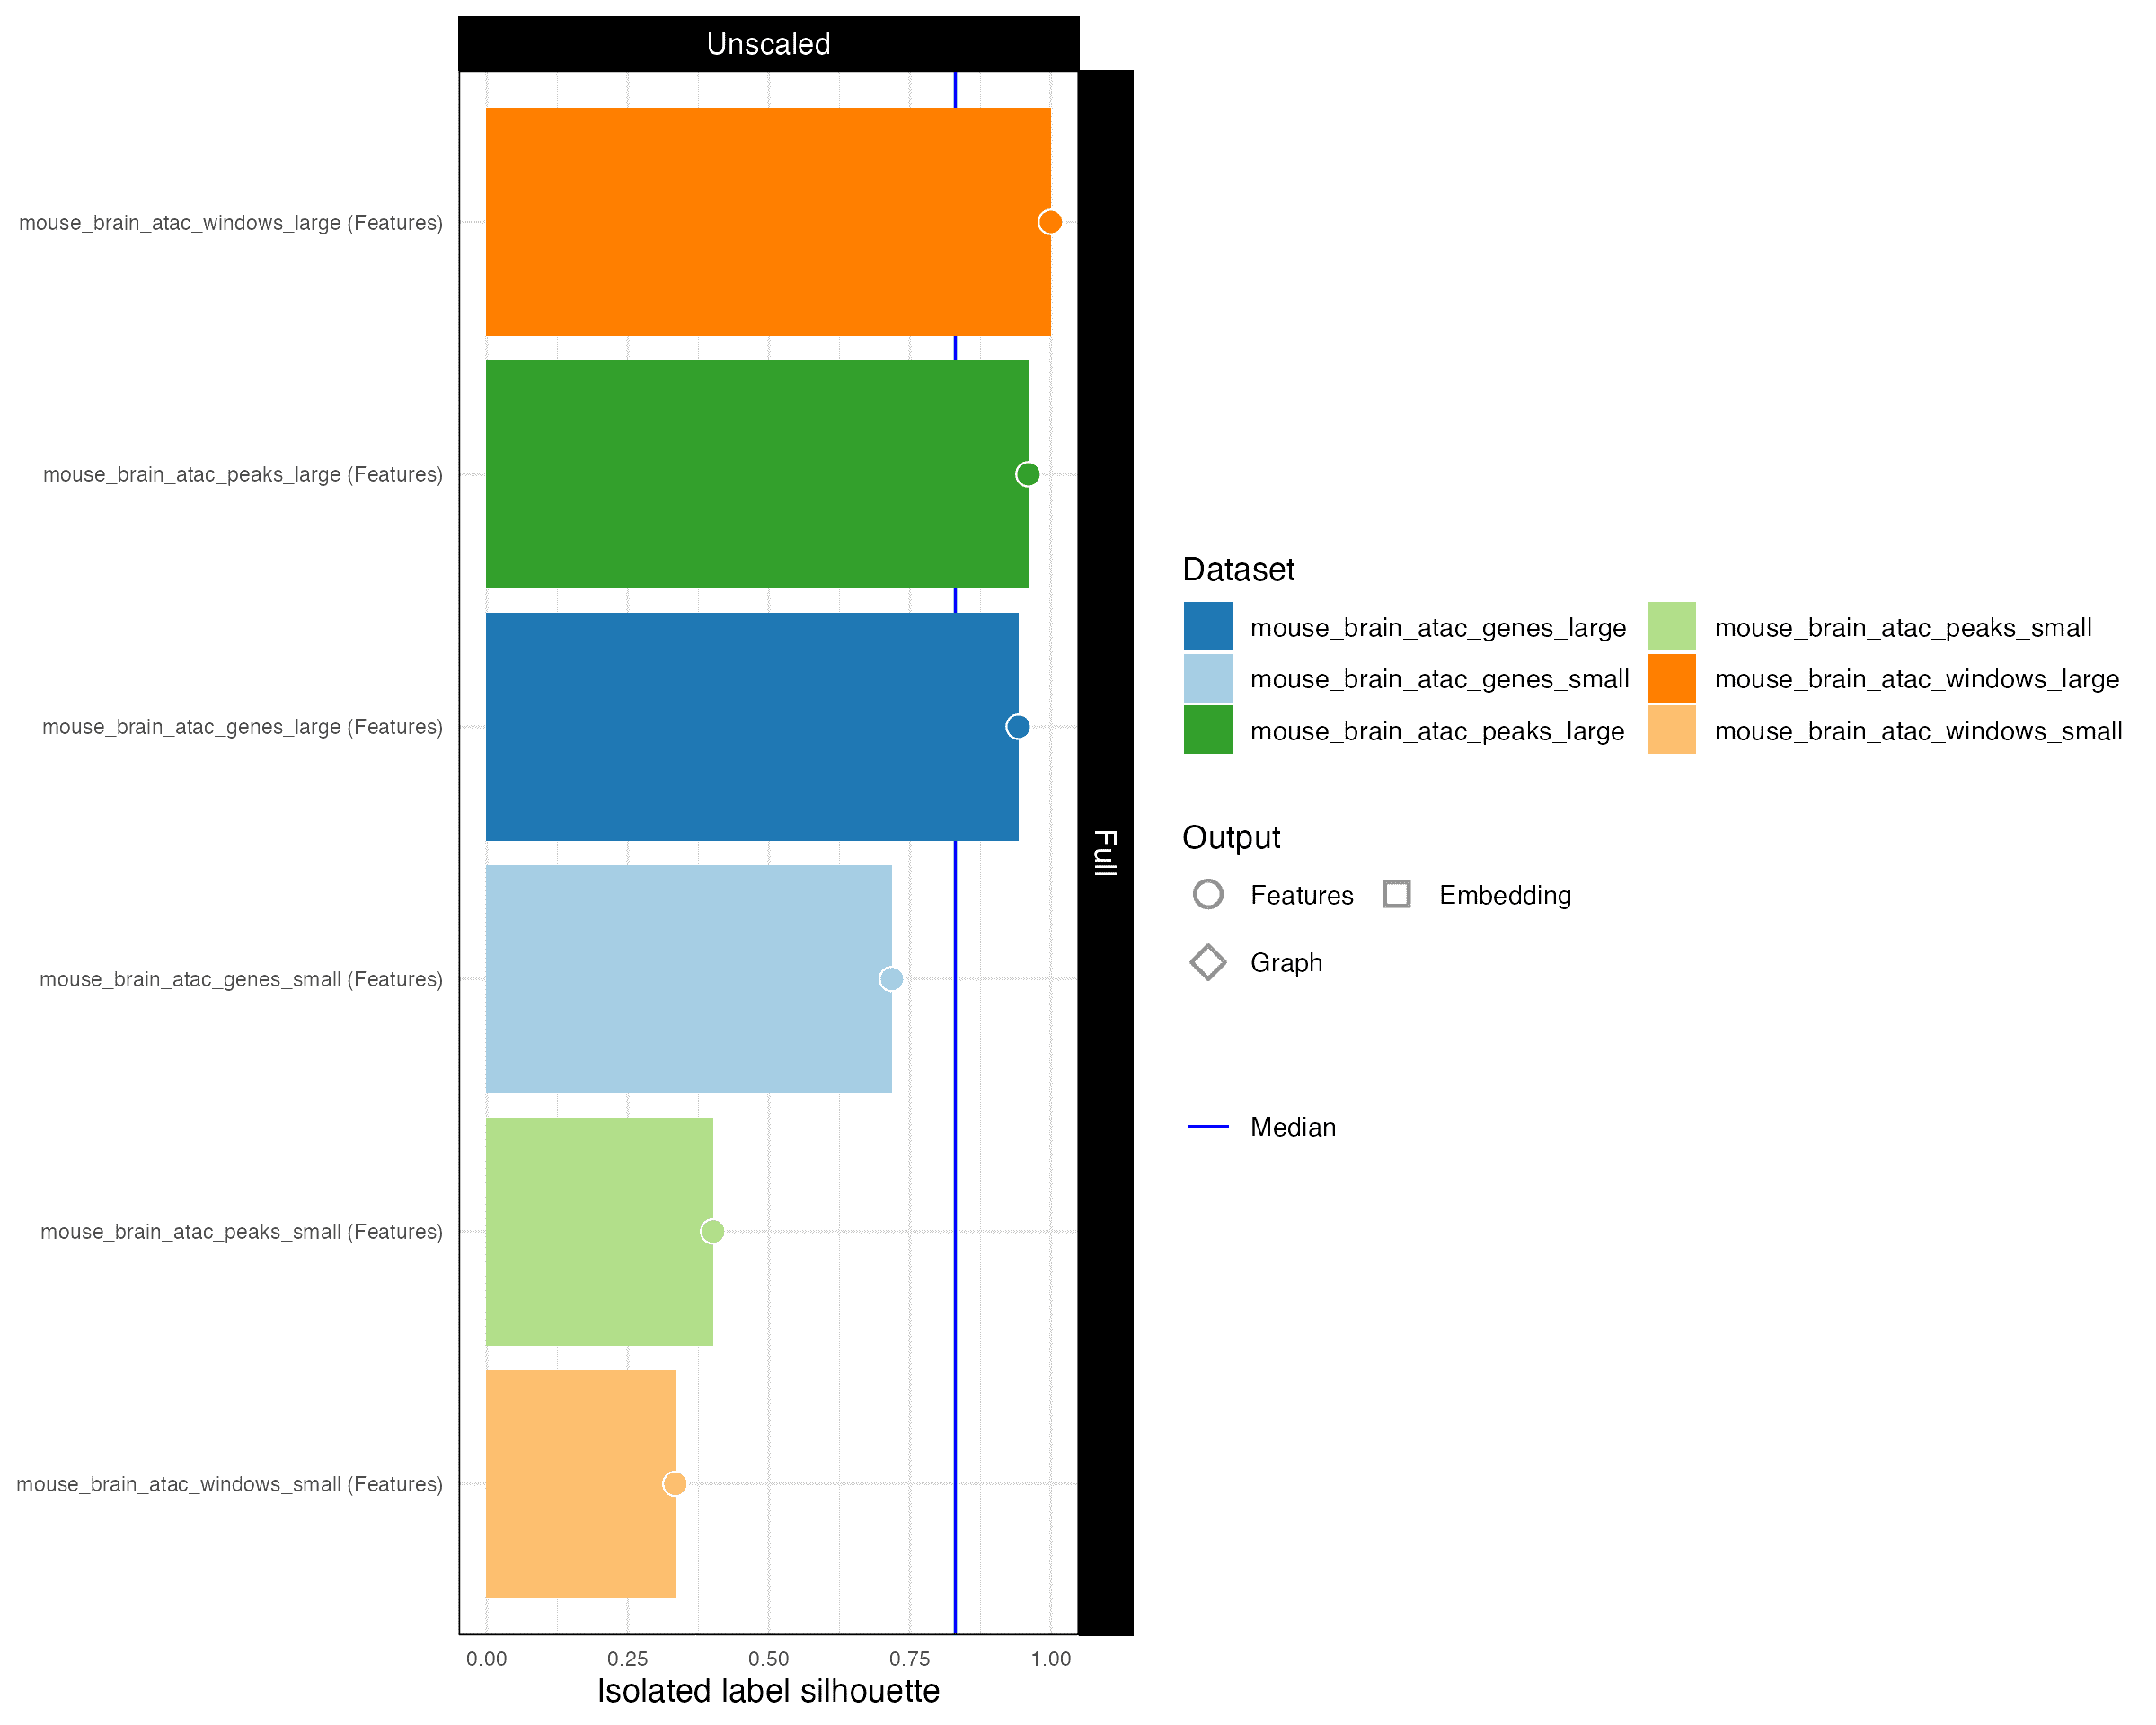 Unscaled
mouse_brain_atac_windows_large (Features)
mouse_brain_atac_peaks_large (Features)
mouse_brain_atac_genes_large (Features)
mouse_brain_atac_genes_small (Features)
mouse_brain_atac_peaks_small (Features)
mouse_brain_atac_windows_small (Features)
0.00 0.25 0.50 0.75 1.00
Isolated label silhouette
Full
Dataset
mouse_brain_atac_genes_large mouse_brain_atac_peaks_small
mouse_brain_atac_genes_small mouse_brain_atac_windows_large
mouse_brain_atac_peaks_large mouse_brain_atac_windows_small
Output
Features Embedding
Graph
Median